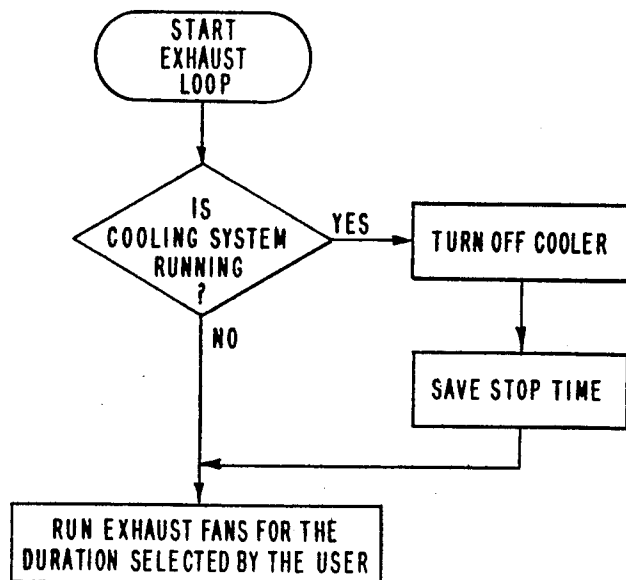 START
EXHAUST
LOOP
IS
COOLING SYSTEM
RUNNING
?
YES
TURN OFF COOLER
NO
SAVE STOP TIME
RUN EXHAUST FANS FOR THE
DURATION SELECTED BY THE USER